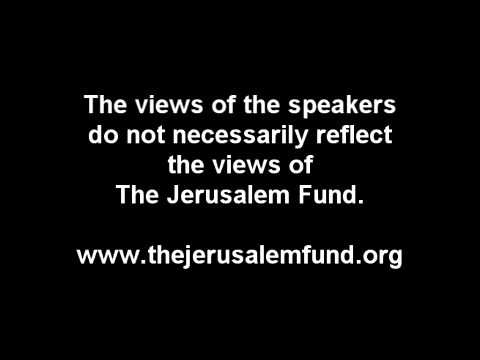 The views of the speakers
do not necessarily reflect
the views of
The Jerusalem Fund.
www.thejerusalemfund.org